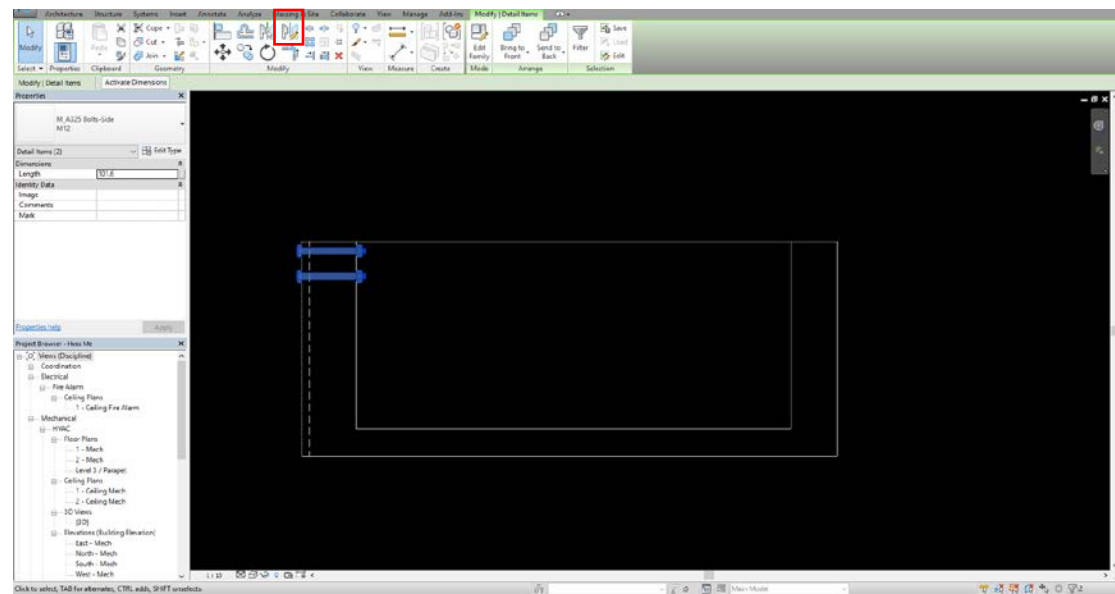 Architecture Structure Systems Insert Annotate Analyze Massing & Site Collaborate View Manage Add-Ins Modify | Detail Items
Modify Paste Cope Cut Join Edit Family Bring to Front Send to Back Filter Save Load Edit
Select Properties Clipboard Geometry Modify View Measure Create Mode Arrange Selection
Modify | Detail Items Activate Dimensions
Properties
M_A325 Bolts-Side
M12
Detail Items (2) Edit Type
Dimensions
Length 101.6
Identity Data
Image
Comments
Mark
Properties help Apply
Project Browser - Hess Me
Views (Discipline)
Coordination
Electrical
Fire Alarm
Ceiling Plans
1 - Ceiling Fire Alarm
Mechanical
HVAC
Floor Plans
1 - Mech
2 - Mech
Level 3 / Parapet
Ceiling Plans
1 - Ceiling Mech
2 - Ceiling Mech
3D Views
{3D}
Elevations (Building Elevation)
East - Mech
North - Mech
South - Mech
West - Mech
Click to select, TAB for alternates, CTRL adds, SHIFT unselects. Main Model